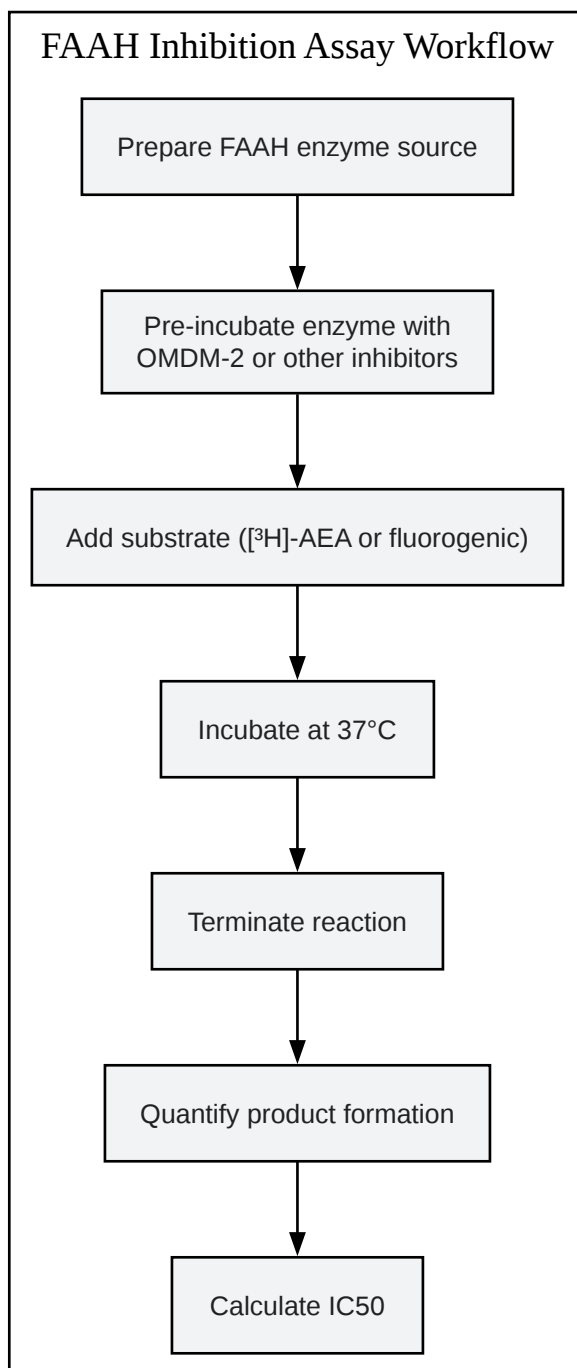 FAAH Inhibition Assay Workflow
Prepare FAAH enzyme source
Pre-incubate enzyme with
OMDM-2 or other inhibitors
Add substrate ([³H]-AEA or fluorogenic)
Incubate at 37°C
Terminate reaction
Quantify product formation
Calculate IC50